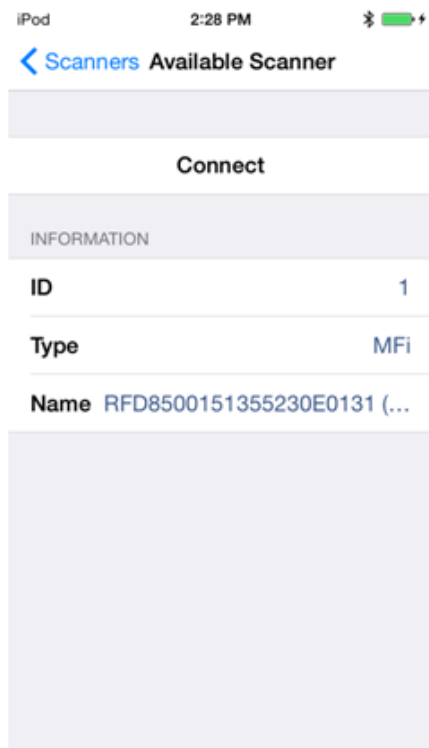 iPod 2:28 PM
Scanners Available Scanner
Connect
INFORMATION
ID 1
Type MFi
Name RFD8500151355230E0131 (...